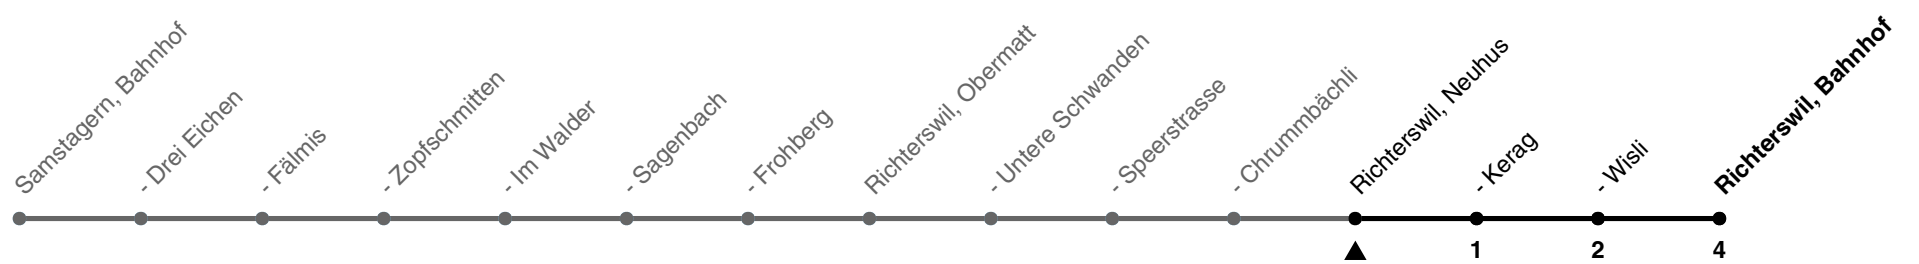 Samstagern, Bahnhof
- Drei Eichen
- Fälmis
- Zopfschmitten
- Im Walder
- Sagenbach
- Frohberg
Richterswil, Obermatt
- Untere Schwanden
- Speerstrasse
- Chrummbächli
Richterswil, Neuhus
- Kerag
- Wisli
Richterswil, Bahnhof
1 2 4